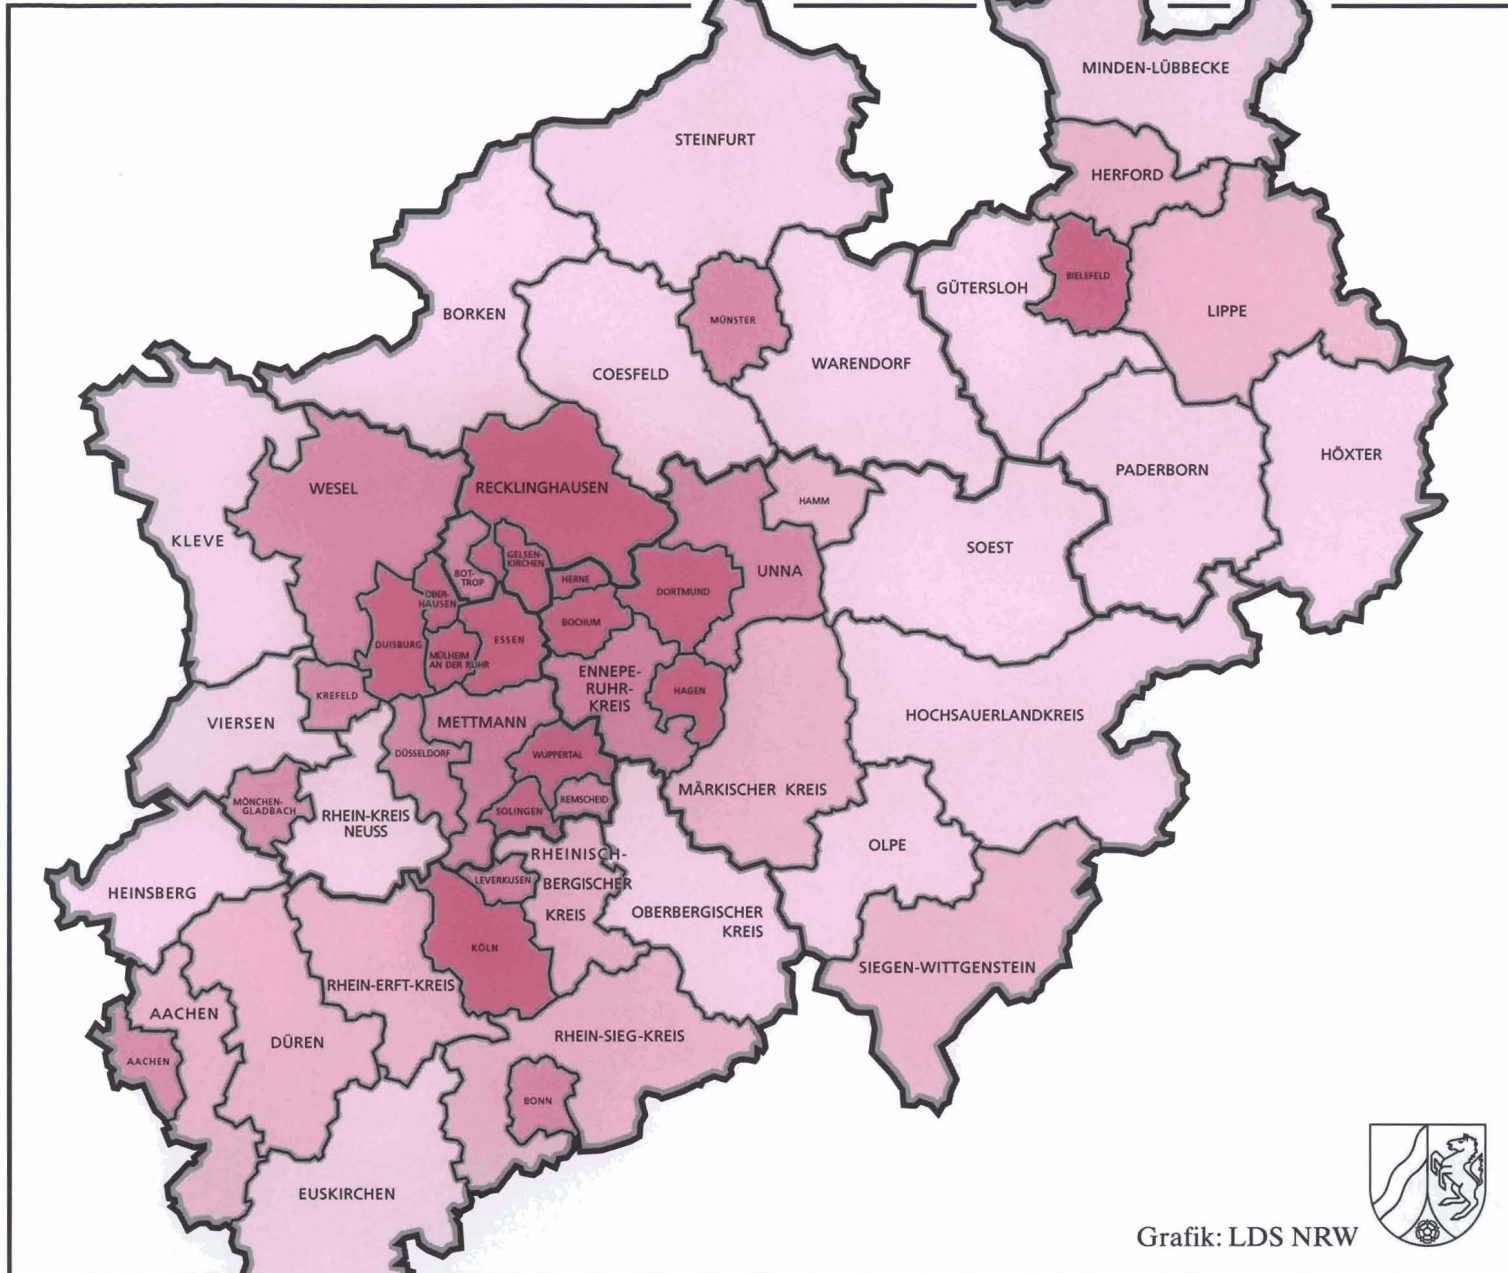 MINDEN-LÜBBECKE
STEINFURT
HERFORD
BIELEFELD
GÜTERSLOH
LIPPE
BORKEN
MÜNSTER
WARENDORF
COESFELD
HÖXTER
PADERBORN
WESEL
RECKLINGHAUSEN
HAMM
KLEVE
SOEST
GELSEN-
KIRCHEN
BOT-
TROP
HERNE
UNNA
DORTMUND
OBER-
HAUSEN
BOCHUM
ESSEN
DUISBURG
MÜLHEIM
AN DER RUHR
ENNEPE-
RUHR-
KREIS
HAGEN
KREFELD
VIERSEN
METTMANN
HOCHSAUERLANDKREIS
DÜSSELDORF
WUPPERTAL
MÄRKISCHER KREIS
MÖNCHEN-
GLADBACH
REMSCHEID
SOLINGEN
RHEIN-KREIS
NEUSS
OLPE
RHEINISCH-
BERGISCHER
KREIS
LEVERKUSEN
HEINSBERG
OBERBERGISCHER
KREIS
KÖLN
SIEGEN-WITTGENSTEIN
RHEIN-ERFT-KREIS
AACHEN
DÜREN
RHEIN-SIEG-KREIS
AACHEN
BONN
EUSKIRCHEN
Grafik: LDS NRW